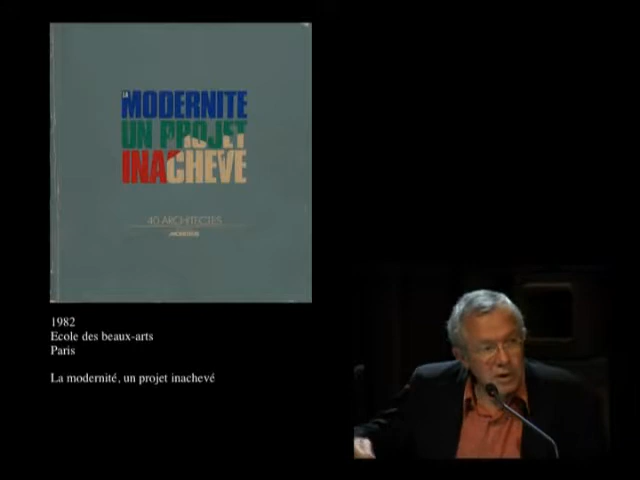 LA
MODERNITE
UN PROJET
INACHEVE
40 ARCHITECTES
1982
Ecole des beaux-arts
Paris
La modernité, un projet inachevé